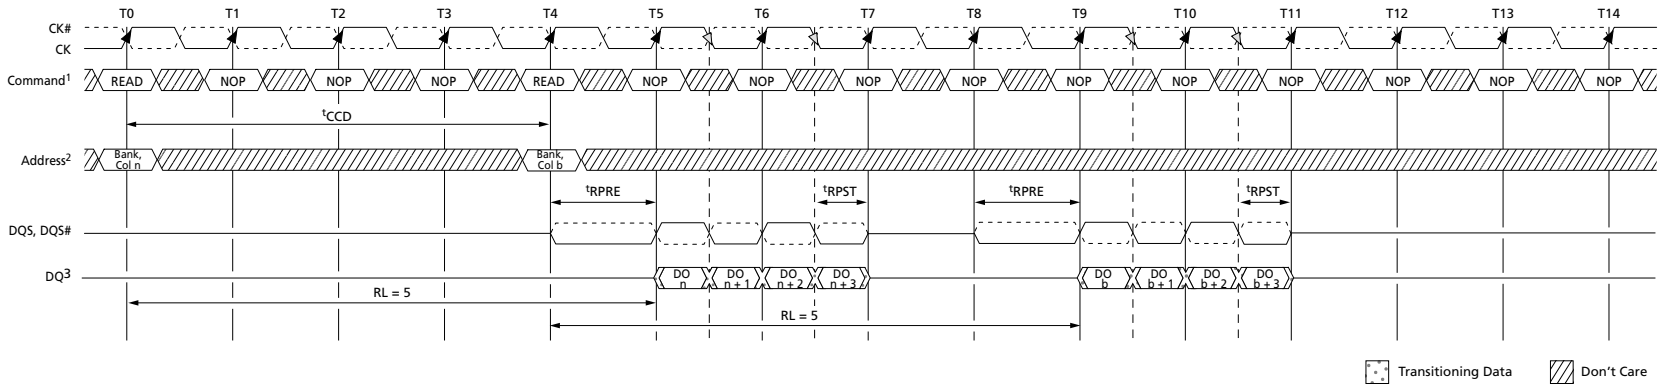 T0 T1 T2 T3 T4 T5 T6 T7 T8 T9 T10 T11 T12 T13 T14
CK#
CK
Command1 READ NOP NOP NOP READ NOP NOP NOP NOP NOP NOP NOP NOP NOP NOP
tCCD
Address2 Bank, Col n Bank, Col b
tRPRE tRPST tRPRE tRPST
DQS, DQS#
DQ3 DO n DO n + 1 DO n + 2 DO n + 3 DO b DO b + 1 DO b + 2 DO b + 3
RL = 5
RL = 5
Transitioning Data Don't Care